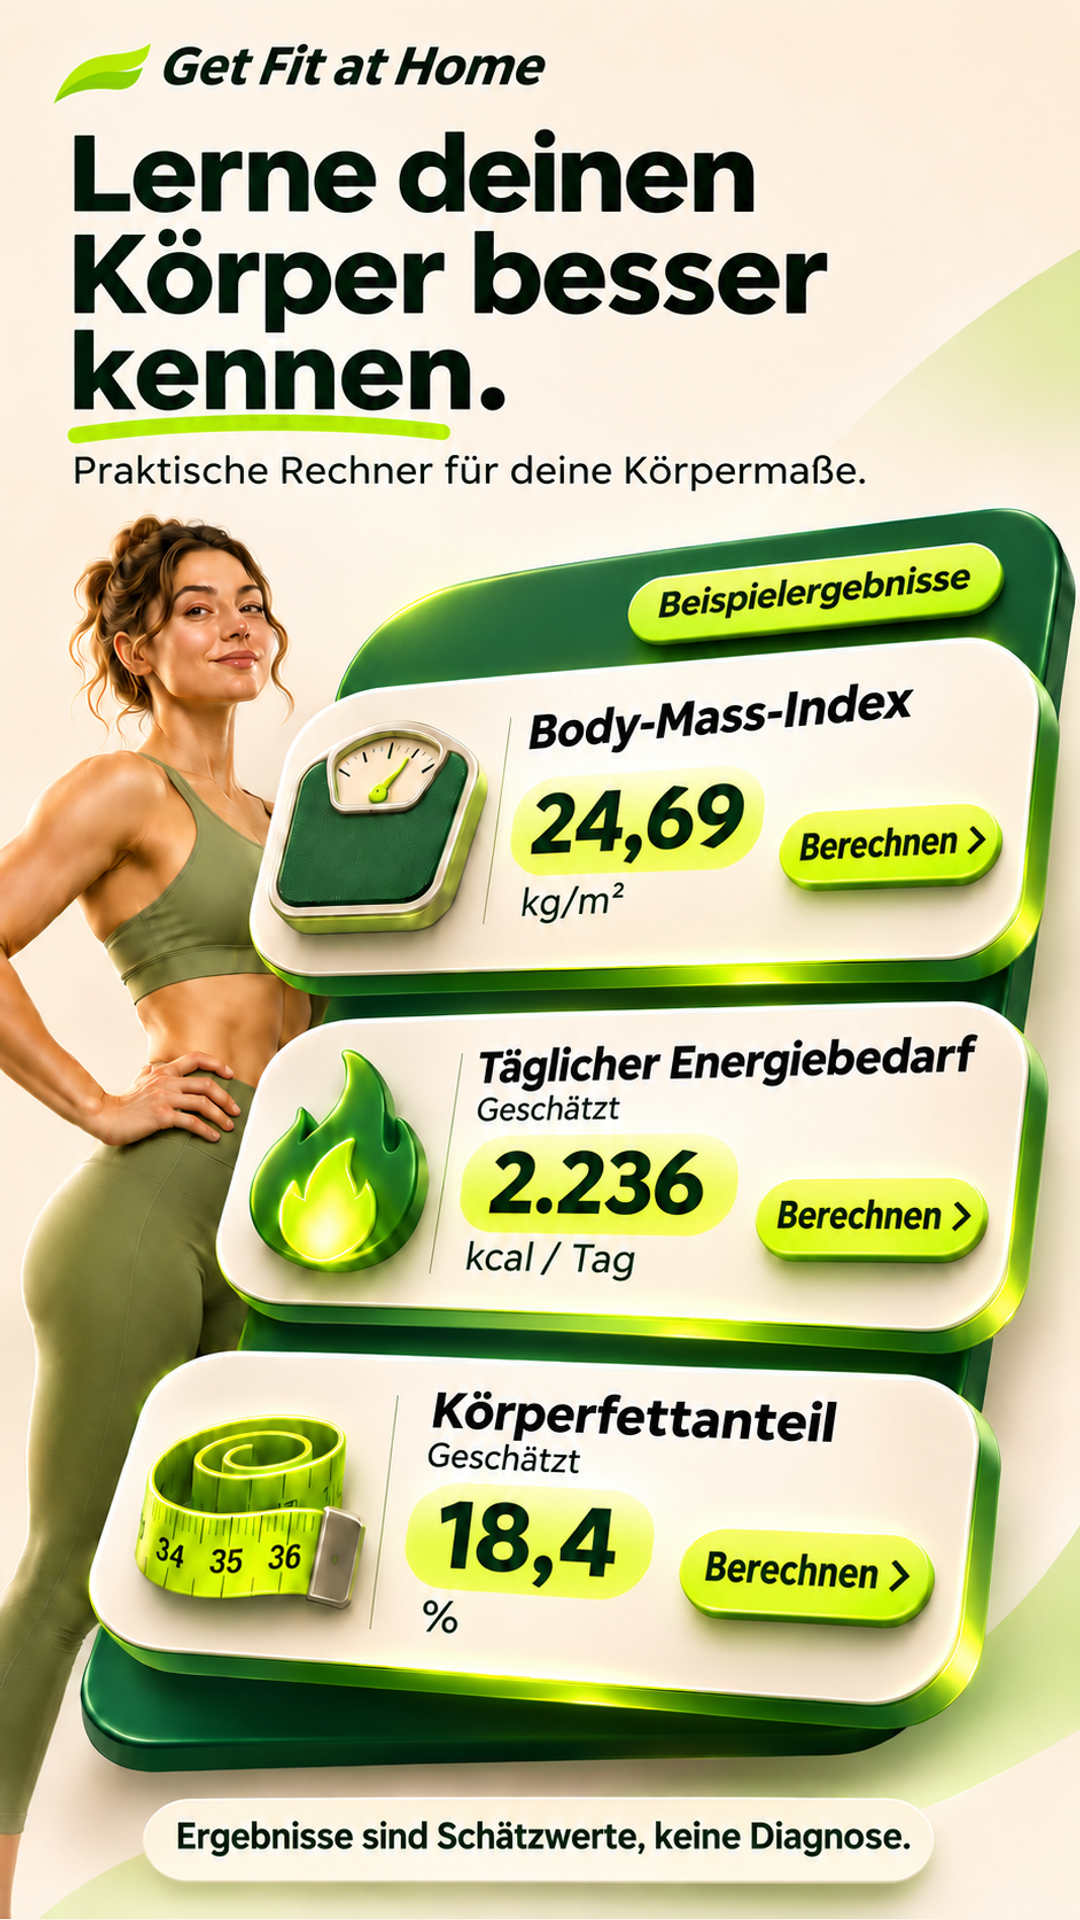 Get Fit at Home
Lerne deinen
Körper besser
kennen.
Praktische Rechner für deine Körpermaße.
Beispielergebnisse
Body-Mass-Index
24,69
kg/m²
Berechnen >
Täglicher Energiebedarf
Geschätzt
2.236
kcal / Tag
Berechnen >
Körperfettanteil
Geschätzt
18,4
%
Berechnen >
34 35 36
Ergebnisse sind Schätzwerte, keine Diagnose.